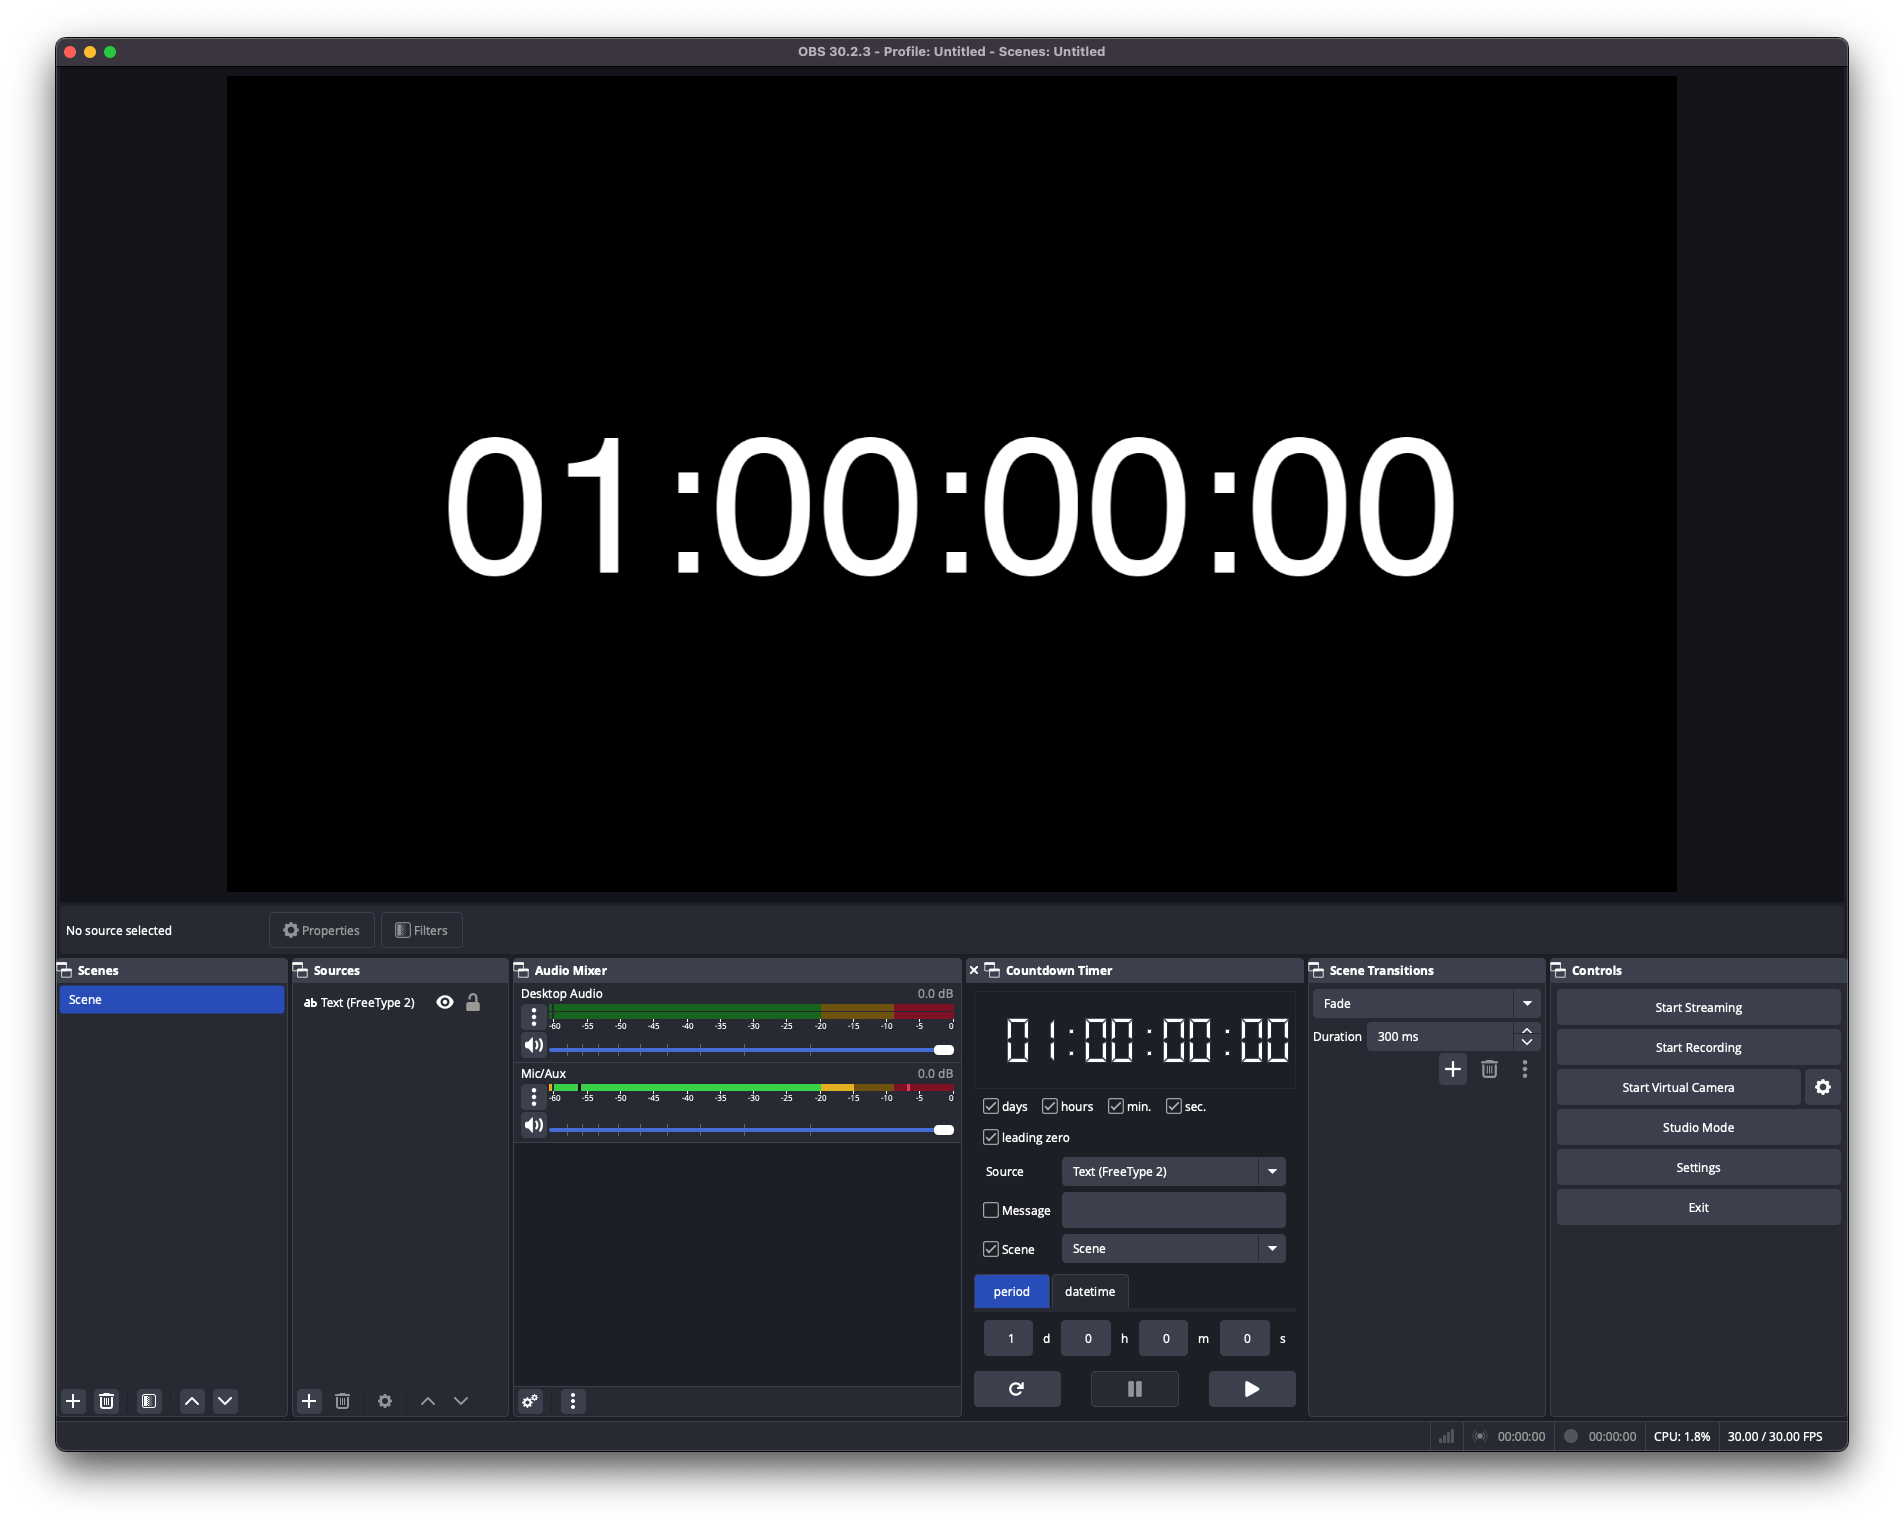 OBS 30.2.3 - Profile: Untitled - Scenes: Untitled
01:00:00:00
No source selected
Properties
Filters
Scenes
Scene
Sources
ab Text (FreeType 2)
Audio Mixer
Desktop Audio 0.0 dB
-60 -55 -50 -45 -40 -35 -30 -25 -20 -15 -10 -5 0
Mic/Aux 0.0 dB
-60 -55 -50 -45 -40 -35 -30 -25 -20 -15 -10 -5 0
Countdown Timer
01:00:00:00
days hours min. sec.
leading zero
Source Text (FreeType 2)
Message
Scene Scene
period datetime
1 d 0 h 0 m 0 s
Scene Transitions
Fade
Duration 300 ms
Controls
Start Streaming
Start Recording
Start Virtual Camera
Studio Mode
Settings
Exit
00:00:00 00:00:00 CPU: 1.8% 30.00 / 30.00 FPS